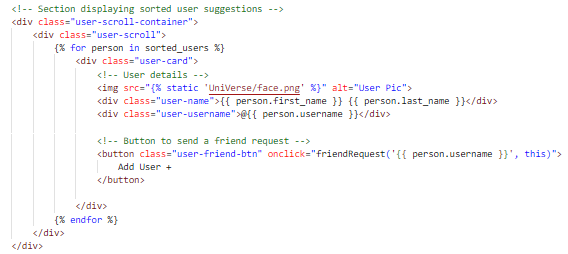 <!-- Section displaying sorted user suggestions -->
<div class="user-scroll-container">
    <div class="user-scroll">
        {% for person in sorted_users %}
            <div class="user-card">
                <!-- User details -->
                <img src="{% static 'UniVerse/face.png' %}" alt="User Pic">
                <div class="user-name">{{ person.first_name }} {{ person.last_name }}</div>
                <div class="user-username">@{{ person.username }}</div>

                <!-- Button to send a friend request -->
                <button class="user-friend-btn" onclick="friendRequest('{{ person.username }}', this)">
                    Add User +
                </button>

            </div>
        {% endfor %}
    </div>
</div>